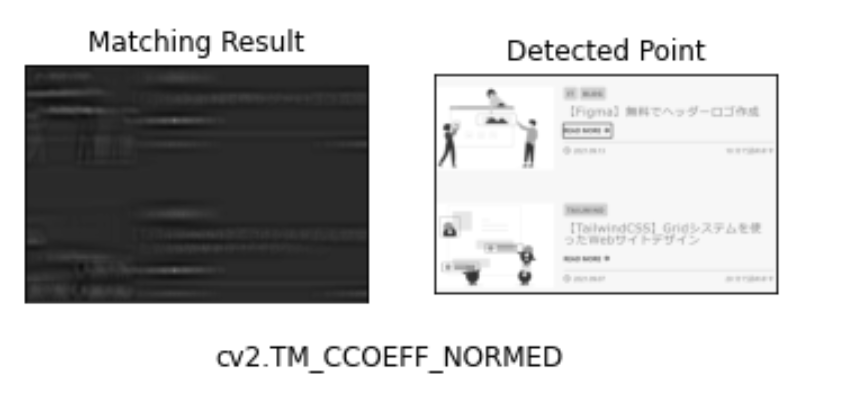 Matching Result
Detected Point
【Figma】無料でヘッダーロゴ作成
READ MORE
【TailwindCSS】Gridシステムを使
ったWebサイトデザイン
READ MORE
cv2.TM_CCOEFF_NORMED